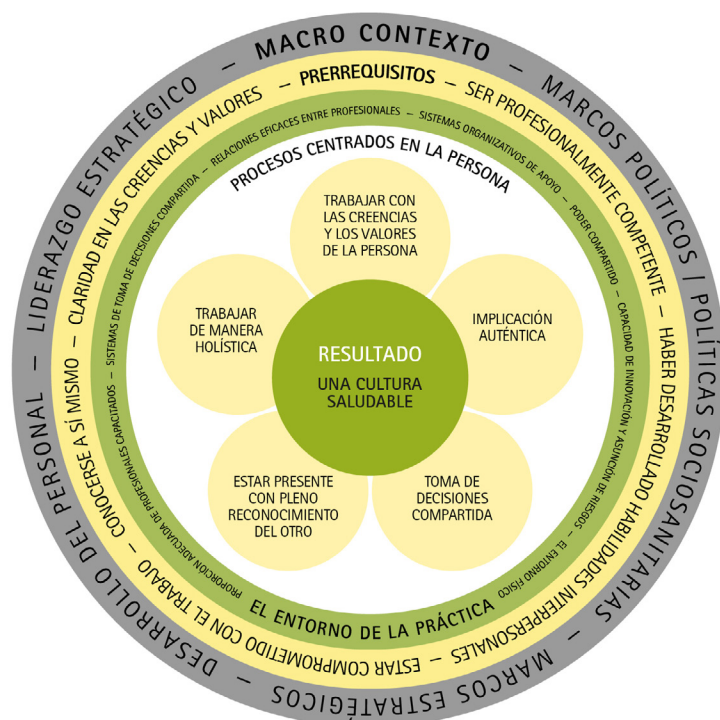 MACRO CONTEXTO – MARCOS POLÍTICOS / POLÍTICAS SOCIOSANITARIAS – MARCOS ESTRATÉGICOS – DESARROLLO DEL PERSONAL – LIDERAZGO ESTRATÉGICO –
PRERREQUISITOS – SER PROFESIONALMENTE COMPETENTE – HABER DESARROLLADO HABILIDADES INTERPERSONALES – ESTAR COMPROMETIDO CON EL TRABAJO – CONOCERSE A SÍ MISMO – CLARIDAD EN LAS CREENCIAS Y VALORES –
PROPORCIÓN ADECUADA DE PROFESIONALES CAPACITADOS – SISTEMAS DE TOMA DE DECISIONES COMPARTIDA – RELACIONES EFICACES ENTRE PROFESIONALES – SISTEMAS ORGANIZATIVOS DE APOYO – PODER COMPARTIDO – CAPACIDAD DE INNOVACIÓN Y ASUNCIÓN DE RIESGOS – EL ENTORNO FÍSICO
EL ENTORNO DE LA PRÁCTICA
PROCESOS CENTRADOS EN LA PERSONA
TRABAJAR CON
LAS CREENCIAS
Y LOS VALORES
DE LA PERSONA
IMPLICACIÓN
AUTÉNTICA
TOMA DE
DECISIONES
COMPARTIDA
ESTAR PRESENTE
CON PLENO
RECONOCIMIENTO
DEL OTRO
TRABAJAR
DE MANERA
HOLÍSTICA
RESULTADO
UNA CULTURA
SALUDABLE